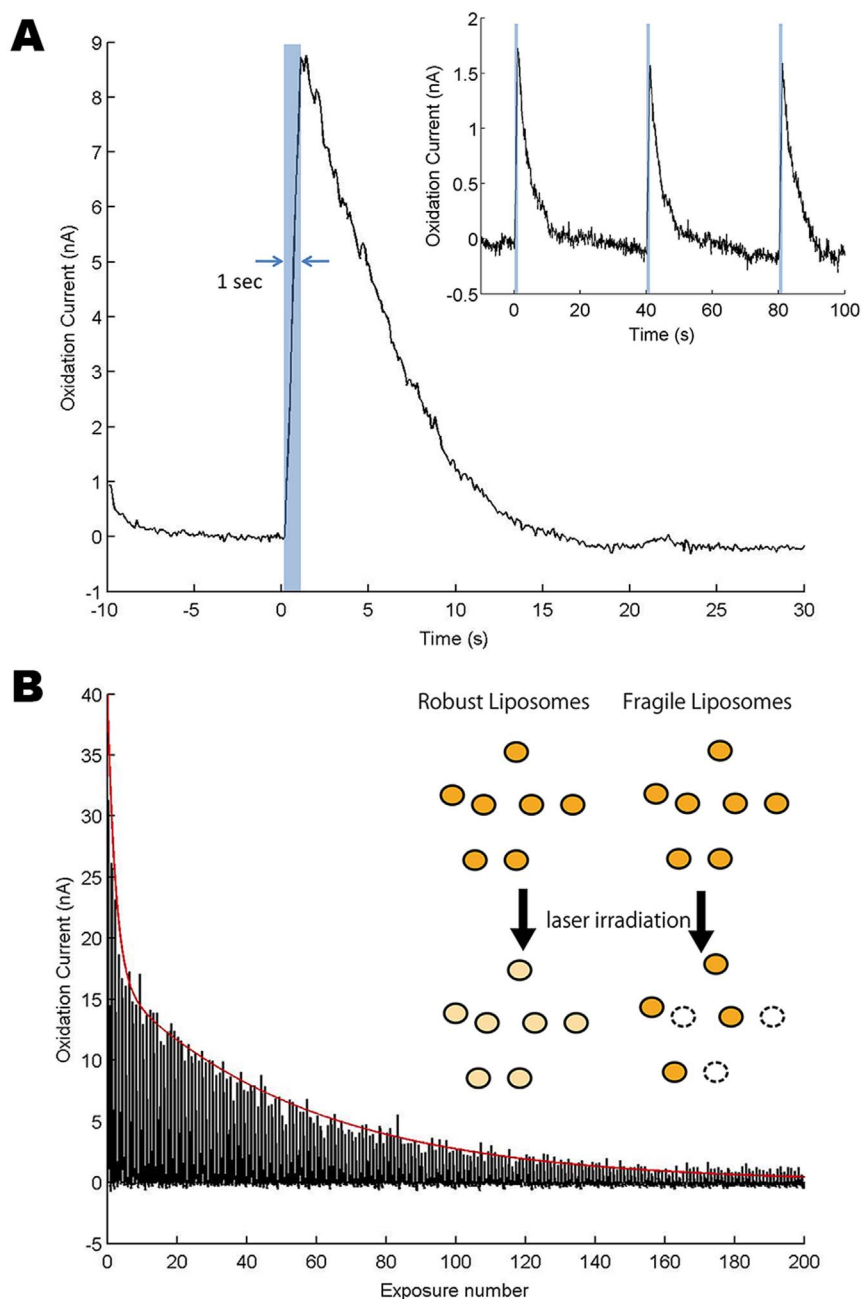 A
9
8
7
6
5
4
3
2
1
0
-1
Oxidation Current (nA)
1 sec
-10 -5 0 5 10 15 20 25 30
Time (s)
2
1.5
1
0.5
0
-0.5
Oxidation Current (nA)
0 20 40 60 80 100
Time (s)
B
40
35
30
25
20
15
10
5
0
-5
Oxidation Current (nA)
Robust Liposomes Fragile Liposomes
laser irradiation
0 20 40 60 80 100 120 140 160 180 200
Exposure number